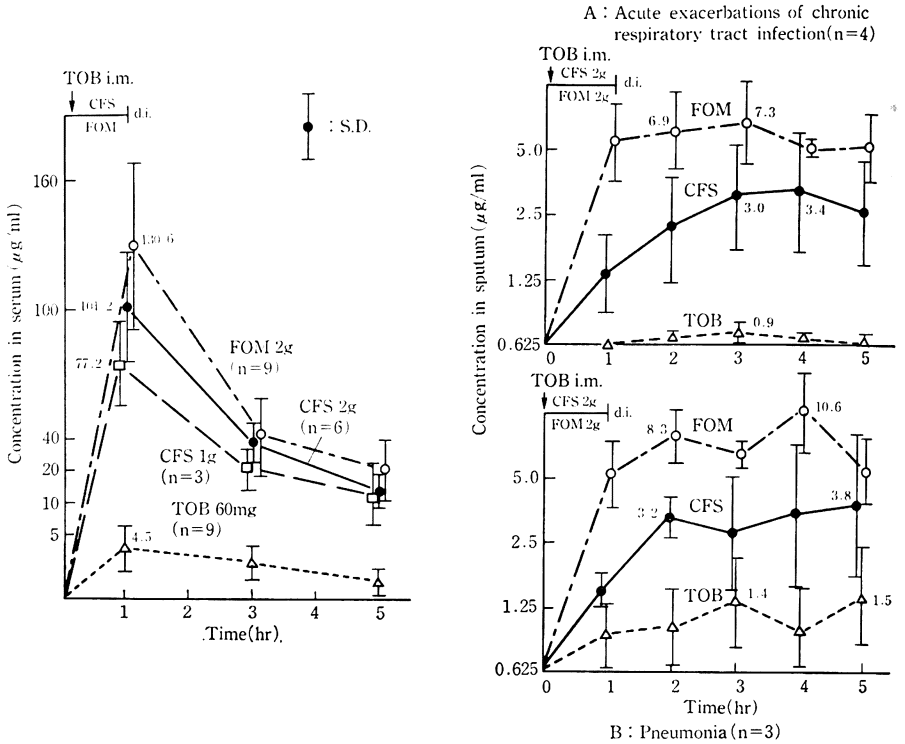 TOB i.m.
CFS
d.i.
FOM
: S.D.
Concentration in serum (μg/ml)
160
100
40
20
10
5
130.6
101.2
77.2
4.5
FOM 2g
(n=9)
CFS 2g
(n=6)
CFS 1g
(n=3)
TOB 60mg
(n=9)
1 2 3 4 5
Time(hr)
A : Acute exacerbations of chronic
respiratory tract infection(n=4)
TOB i.m.
CFS 2g
d.i.
FOM 2g
Concentration in sputum (μg/ml)
5.0
2.5
1.25
0.625
6.9
FOM
7.3
CFS
3.0
3.4
TOB
0.9
0 1 2 3 4 5
TOB i.m.
CFS 2g
d.i.
FOM 2g
5.0
2.5
1.25
0.625
8.3
FOM
10.6
3.2
CFS
3.8
TOB
1.4
1.5
0 1 2 3 4 5
Time(hr)
B : Pneumonia(n=3)